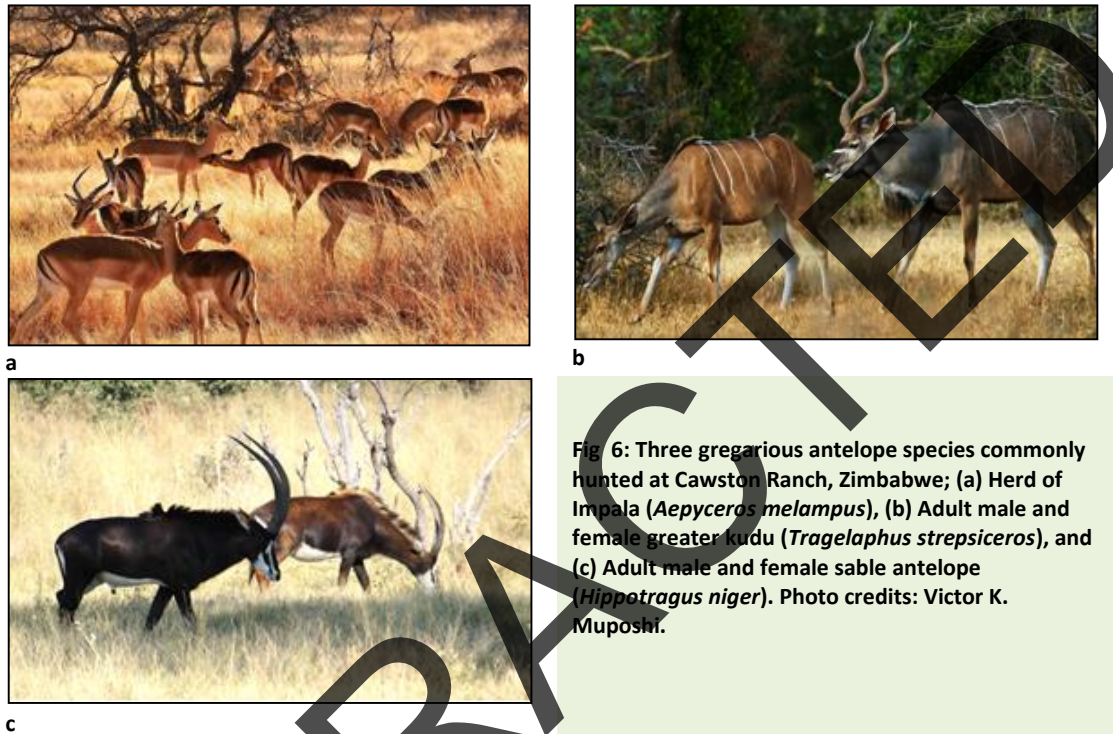 a
b
c
Fig 6: Three gregarious antelope species commonly
hunted at Cawston Ranch, Zimbabwe; (a) Herd of
Impala (Aepyceros melampus), (b) Adult male and
female greater kudu (Tragelaphus strepsiceros), and
(c) Adult male and female sable antelope
(Hippotragus niger). Photo credits: Victor K.
Muposhi.
RACTED